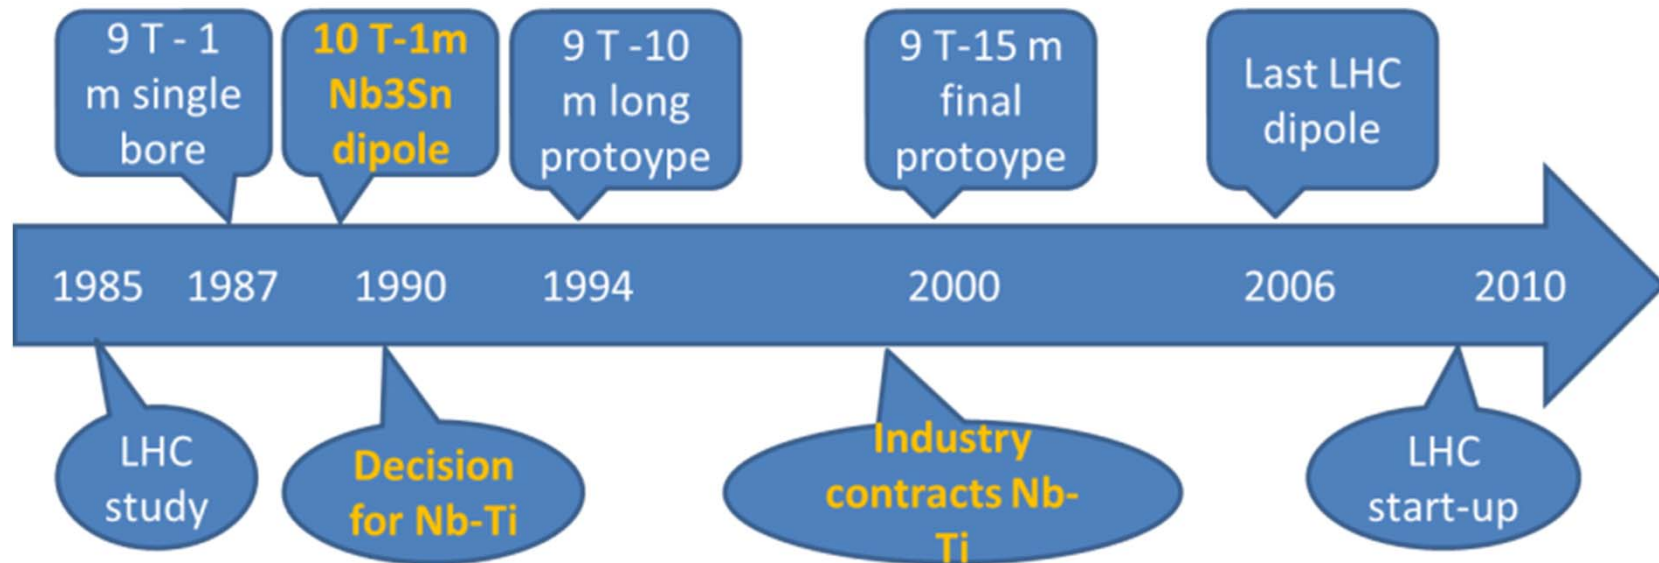 9 T - 1
m single
bore
10 T-1m
Nb3Sn
dipole
9 T -10
m long
protoype
9 T-15 m
final
protoype
Last LHC
dipole
1985
1987
1990
1994
2000
2006
2010
LHC
study
Decision
for Nb-Ti
Industry
contracts Nb-
Ti
LHC
start-up